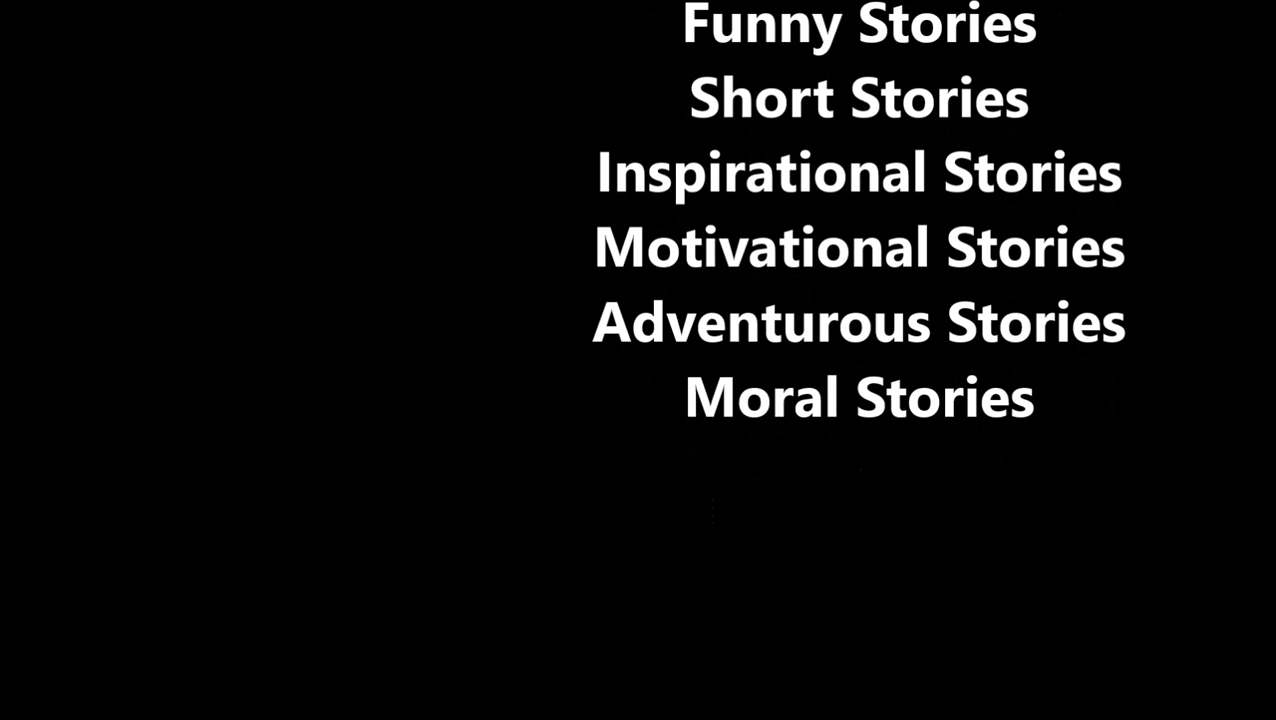 Funny Stories
Short Stories
Inspirational Stories
Motivational Stories
Adventurous Stories
Moral Stories